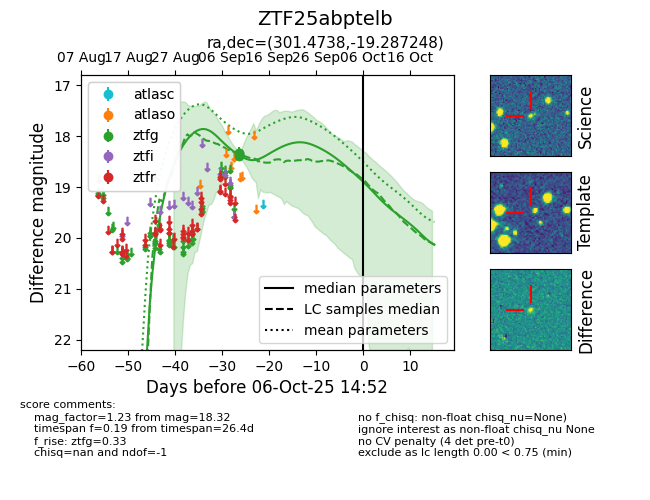 ZTF25abptelb
ra,dec=(301.4738,-19.287248)
07 Aug 17 Aug 27 Aug 06 Sep 16 Sep 26 Sep 06 Oct 16 Oct
17
18
19
20
21
22
Difference magnitude
atlasc
atlaso
ztfg
ztfi
ztfr
median parameters
LC samples median
mean parameters
−60 −50 −40 −30 −20 −10 0 10
Days before 06-Oct-25 14:52
Science
Template
Difference
score comments:
mag_factor=1.23 from mag=18.32
timespan f=0.19 from timespan=26.4d
f_rise: ztfg=0.33
chisq=nan and ndof=-1
no f_chisq: non-float chisq_nu=None)
ignore interest as non-float chisq_nu None
no CV penalty (4 det pre-t0)
exclude as lc length 0.00 < 0.75 (min)